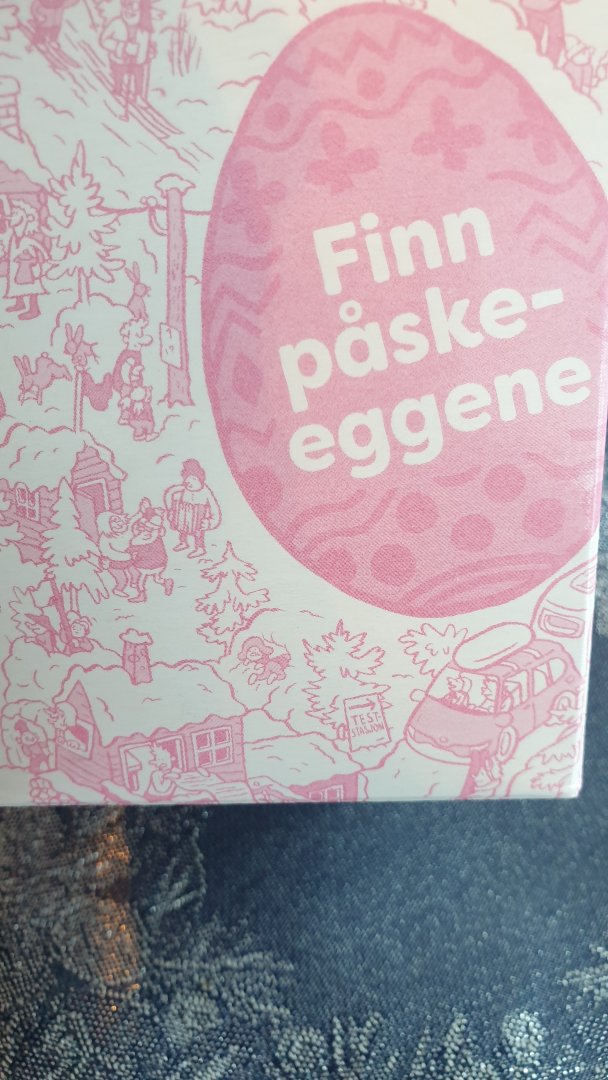 Finn
påske-
eggene
TEST-
STASJON